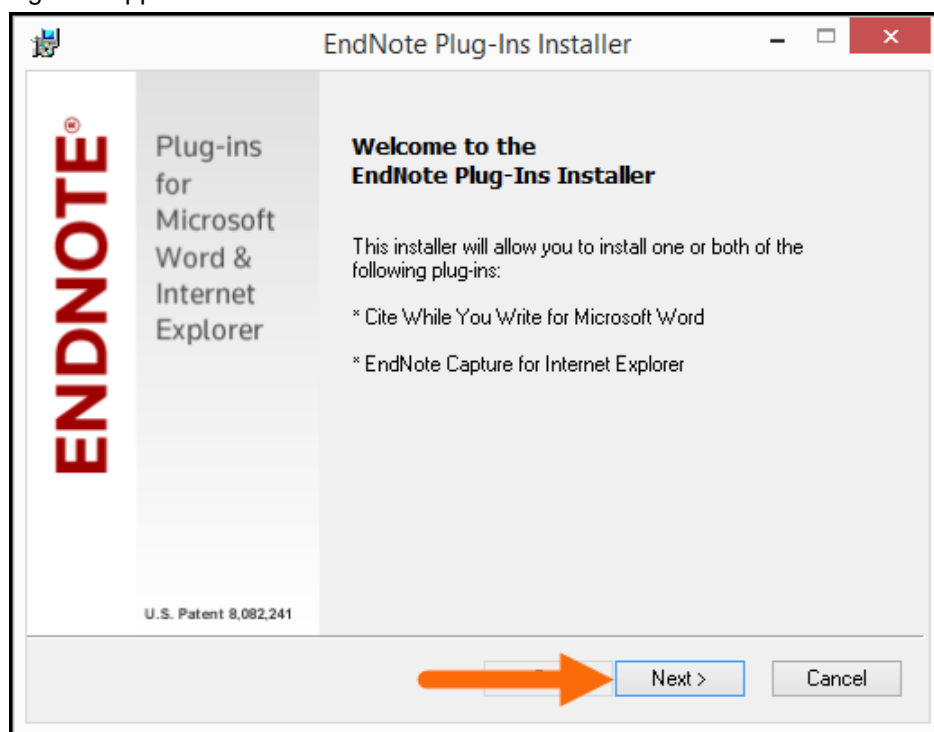 EndNote Plug-Ins Installer
ENDNOTE®
Plug-ins
for
Microsoft
Word &
Internet
Explorer
U.S. Patent 8,082,241
Welcome to the
EndNote Plug-Ins Installer
This installer will allow you to install one or both of the
following plug-ins:
* Cite While You Write for Microsoft Word
* EndNote Capture for Internet Explorer
Next >
Cancel